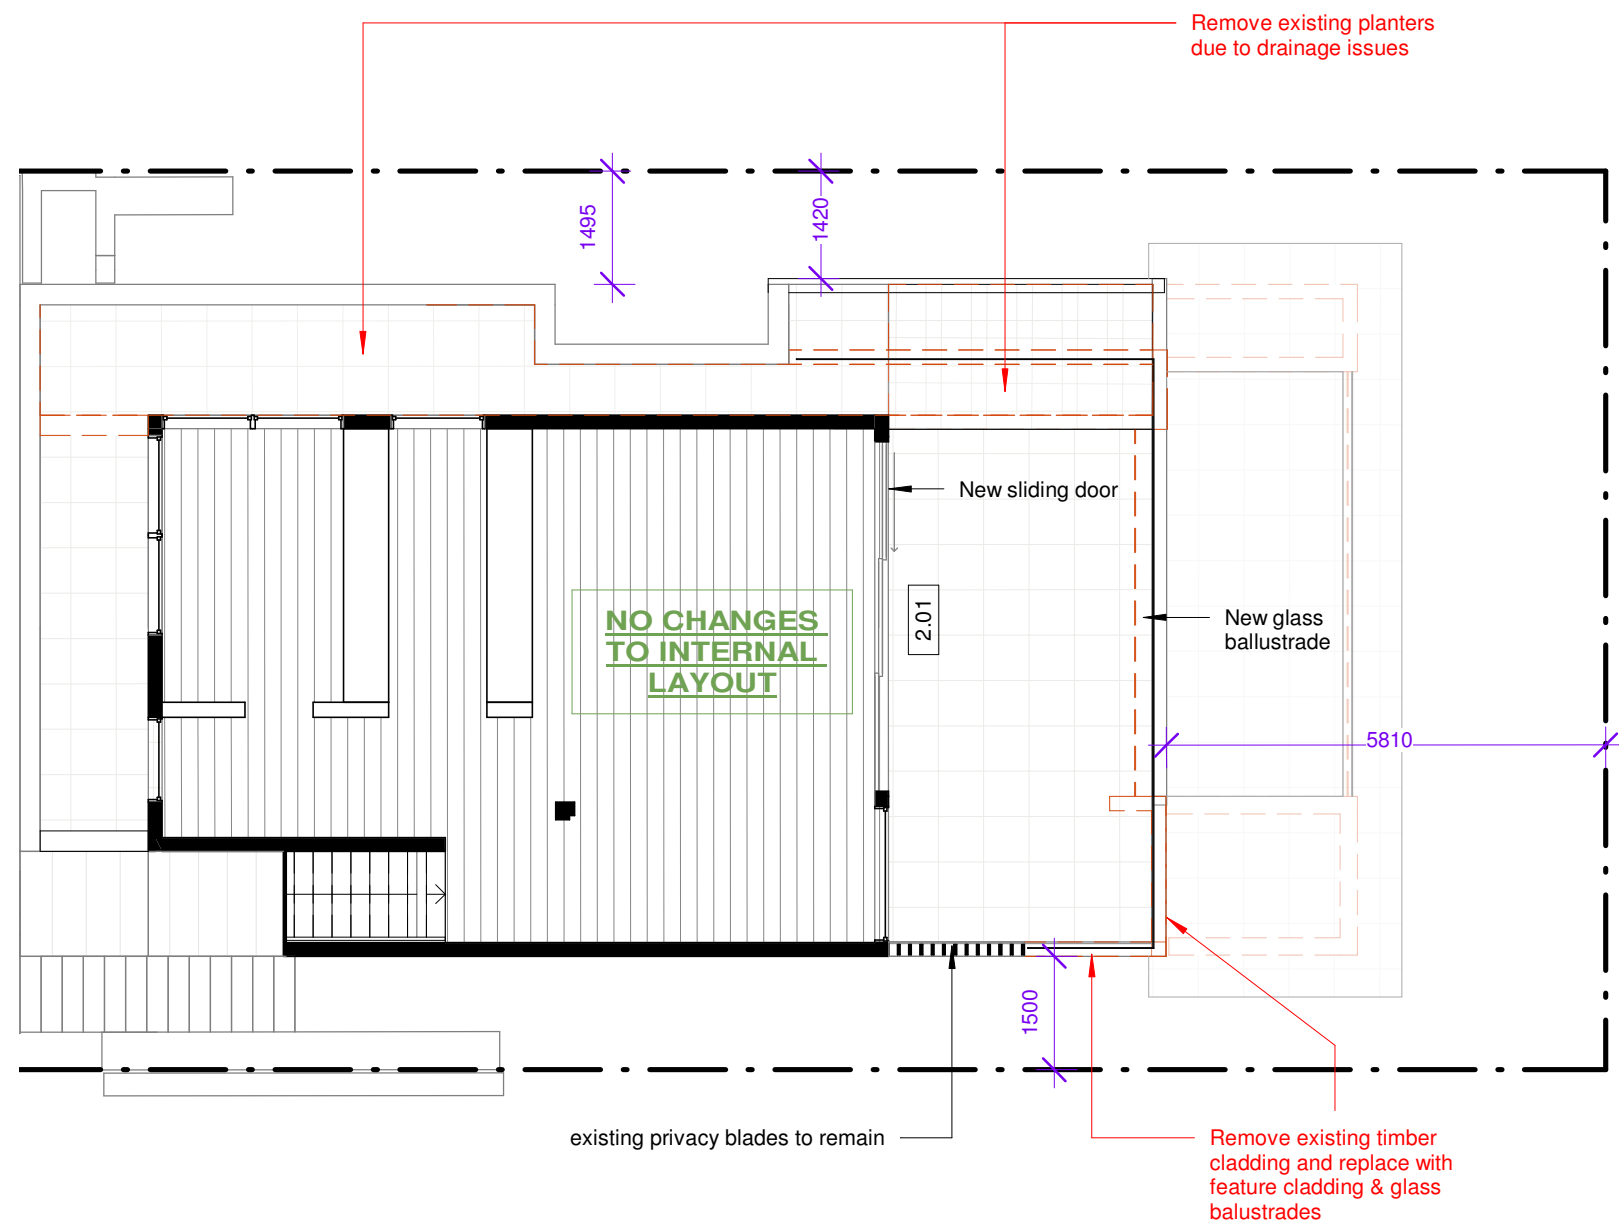 Remove existing planters
due to drainage issues
1495
1420
New sliding door
NO CHANGES
TO INTERNAL
LAYOUT
2.01
New glass
ballustrade
5810
1500
existing privacy blades to remain
Remove existing timber
cladding and replace with
feature cladding & glass
balustrades